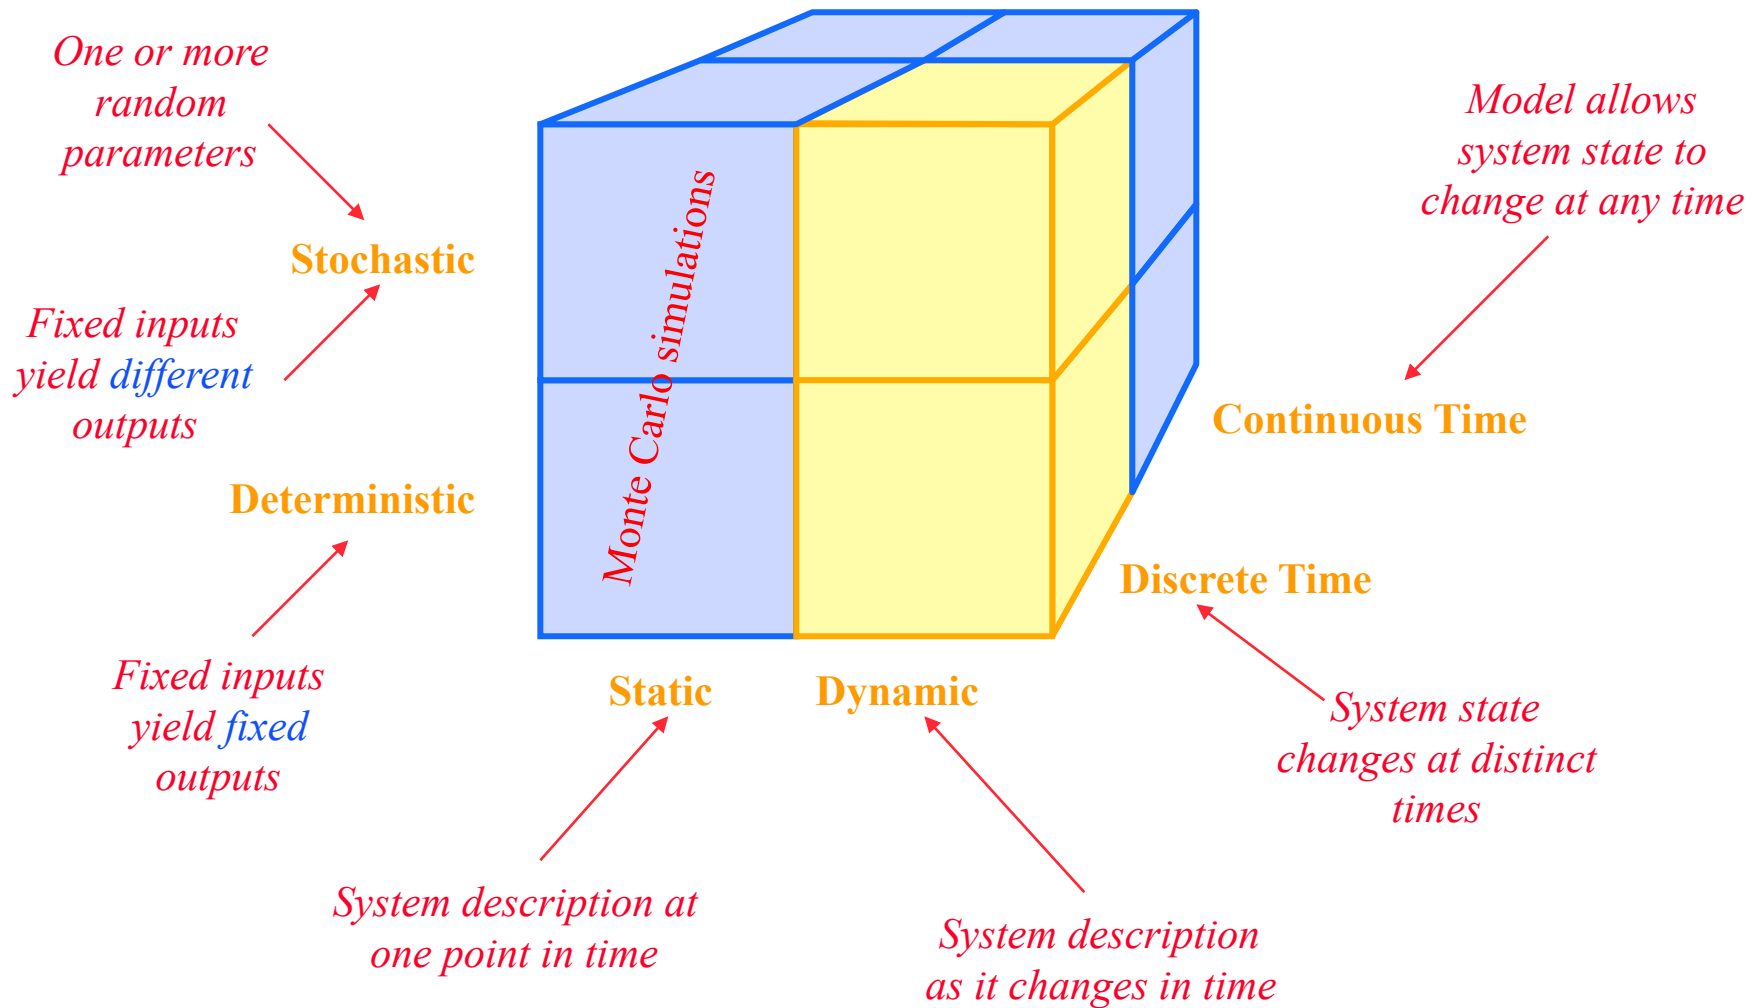 One or more
random
parameters
Stochastic
Fixed inputs
yield different
outputs
Deterministic
Fixed inputs
yield fixed
outputs
Monte Carlo simulations
Model allows
system state to
change at any time
Continuous Time
Discrete Time
System state
changes at distinct
times
Static
Dynamic
System description at
one point in time
System description
as it changes in time